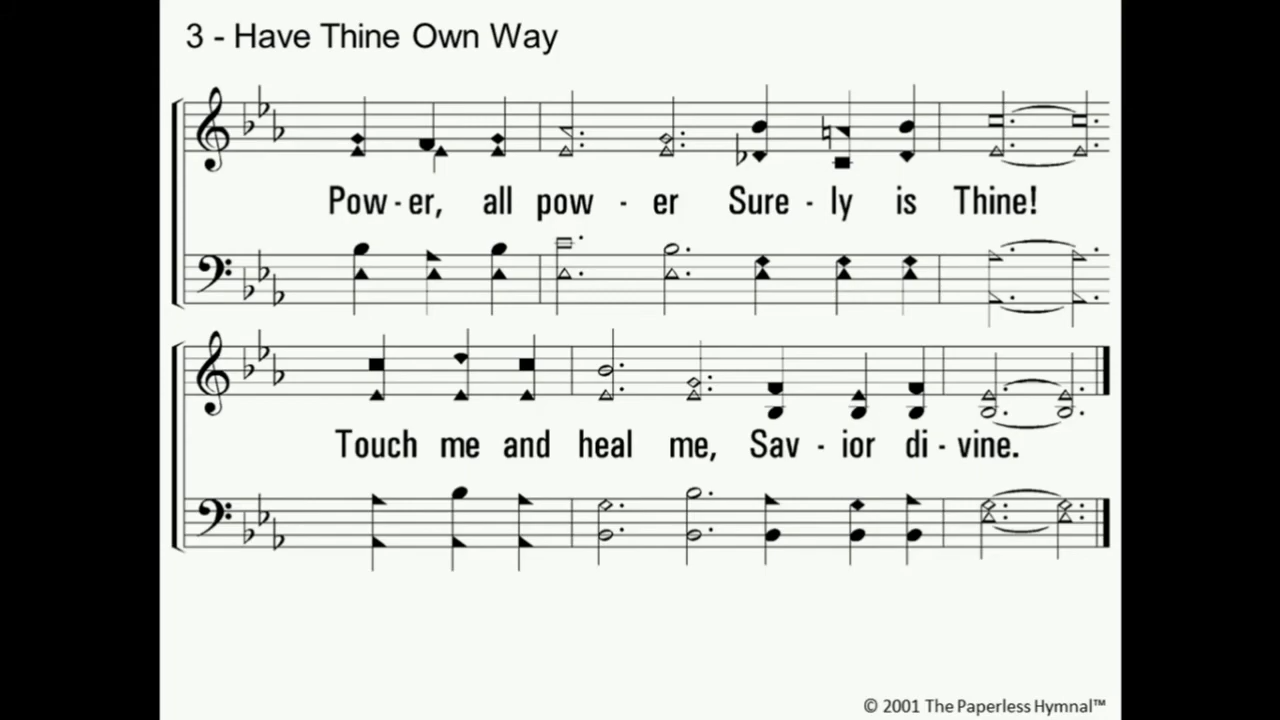 3 - Have Thine Own Way
Pow - er, all pow - er Sure - ly is Thine!
Touch me and heal me, Sav - ior di - vine.
© 2001 The Paperless Hymnal™